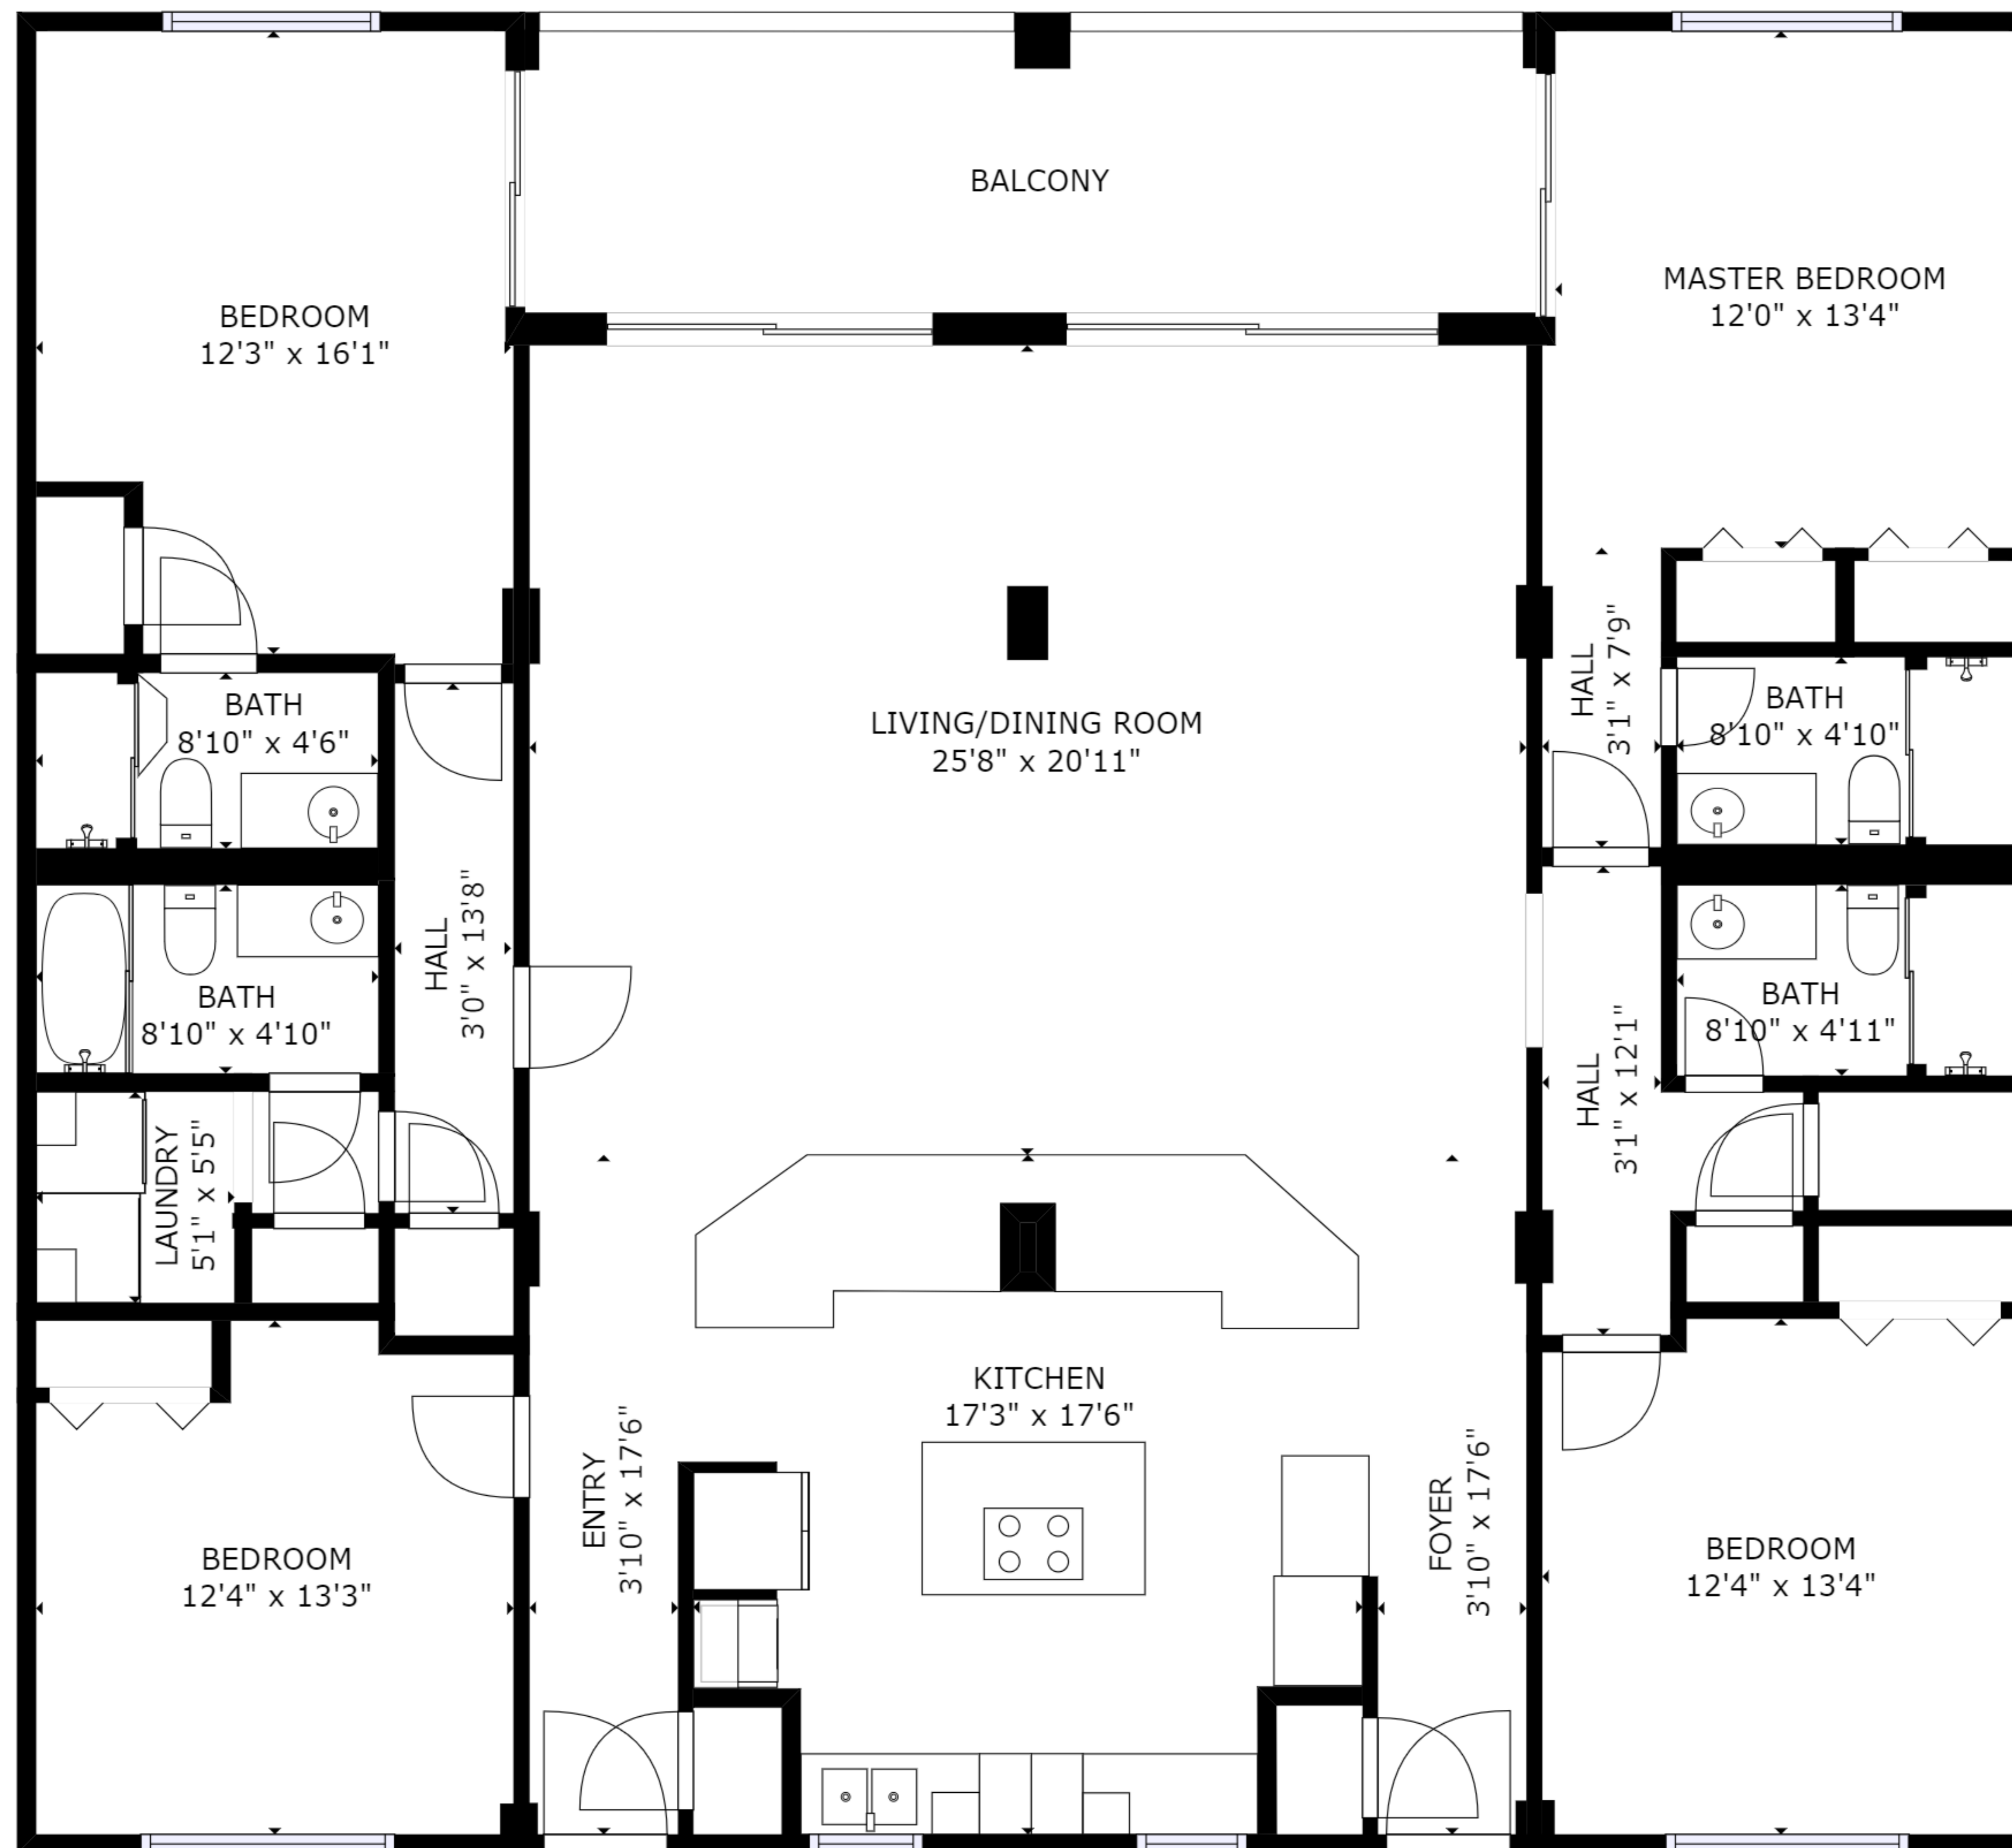 BALCONY
BEDROOM
12'3" x 16'1"
MASTER BEDROOM
12'0" x 13'4"
BATH
8'10" x 4'6"
LIVING/DINING ROOM
25'8" x 20'11"
HALL
3'1" x 7'9"
BATH
8'10" x 4'10"
HALL
3'0" x 13'8"
BATH
8'10" x 4'10"
BATH
8'10" x 4'11"
HALL
3'1" x 12'1"
LAUNDRY
5'1" x 5'5"
KITCHEN
17'3" x 17'6"
ENTRY
3'10" x 17'6"
FOYER
3'10" x 17'6"
BEDROOM
12'4" x 13'3"
BEDROOM
12'4" x 13'4"